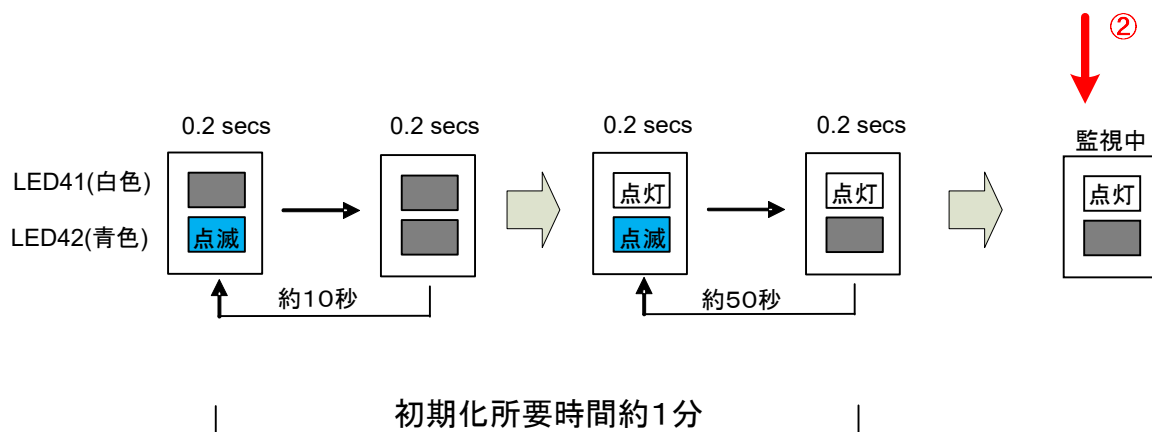 ②
0.2 secs
0.2 secs
0.2 secs
0.2 secs
監視中
LED41(白色)
点灯
点灯
点灯
LED42(青色)
点滅
点滅
約10秒
約50秒
初期化所要時間約1分